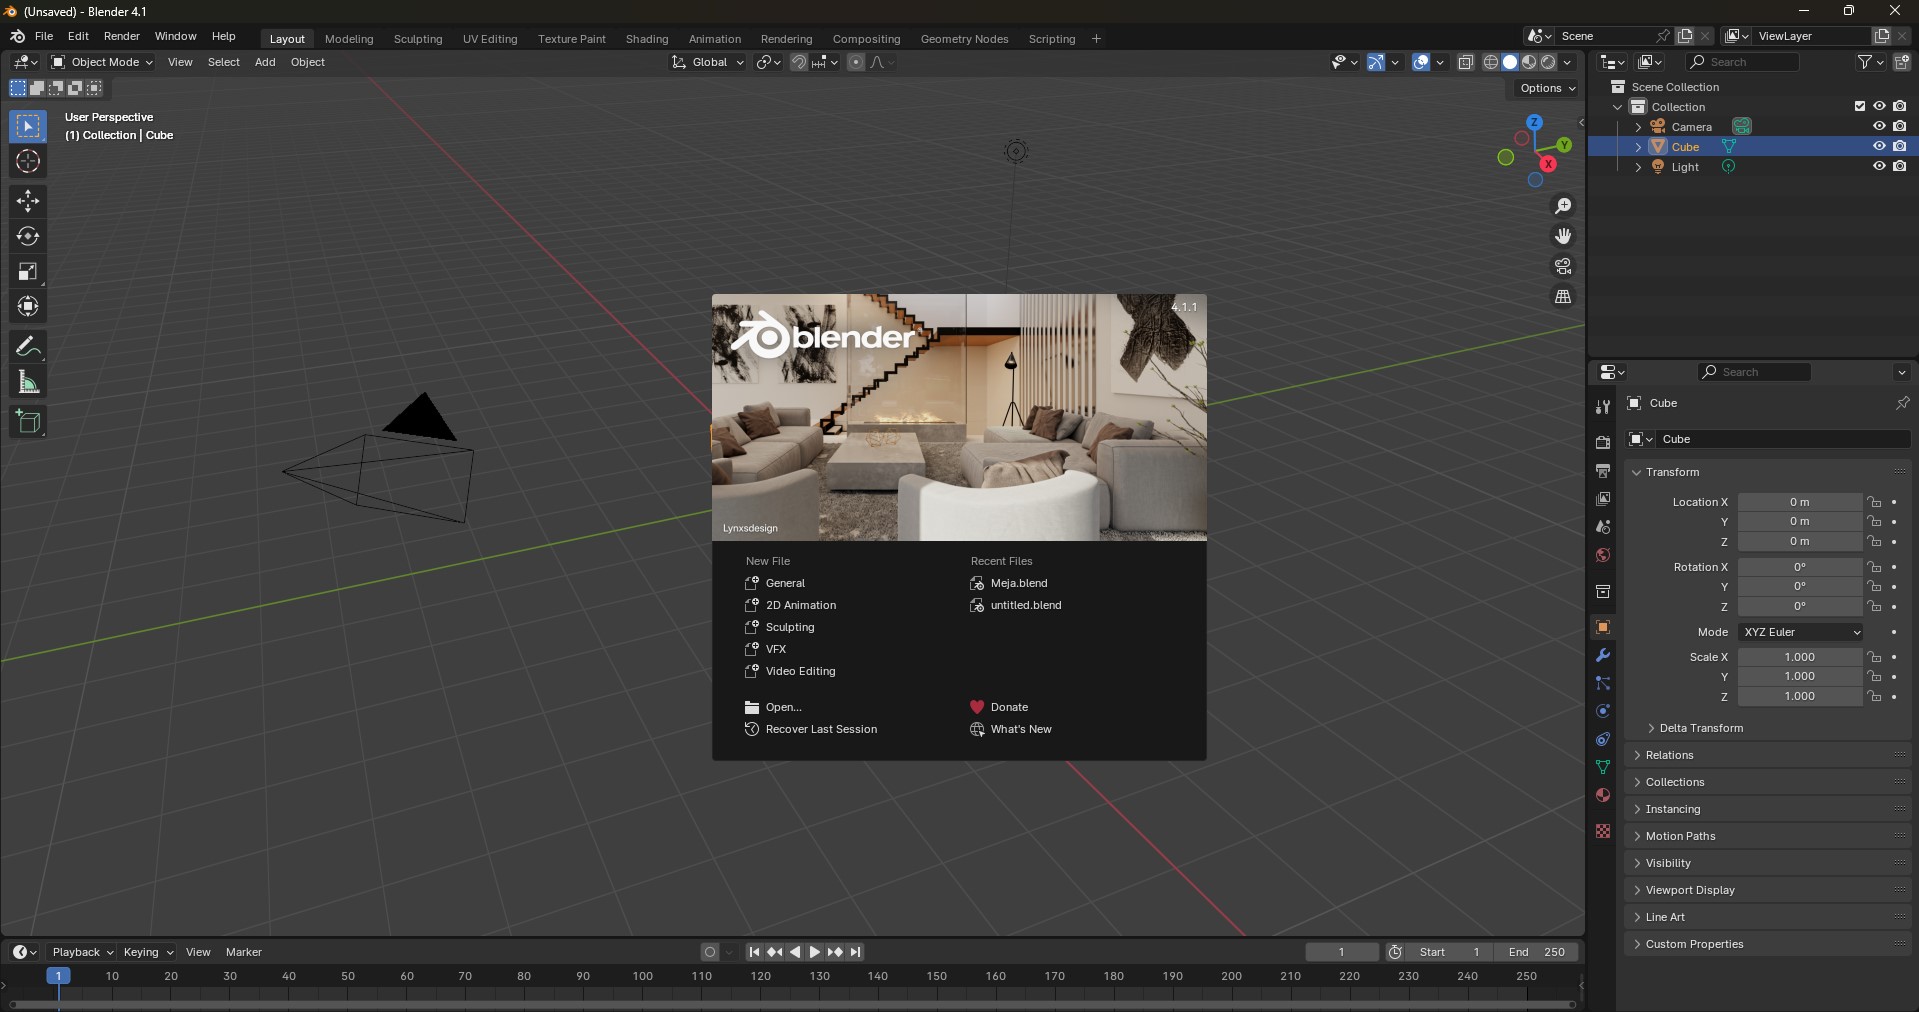 (Unsaved) - Blender 4.1
File Edit Render Window Help
Layout Modeling Sculpting UV Editing Texture Paint Shading Animation Rendering Compositing Geometry Nodes Scripting +
Scene
ViewLayer
Object Mode View Select Add Object
Global
Options
User Perspective
(1) Collection | Cube
Z
Y
X
Search
Scene Collection
Collection
Camera
Cube
Light
blender
4.1.1
Lynxsdesign
New File
General
2D Animation
Sculpting
VFX
Video Editing
Open...
Recover Last Session
Recent Files
Meja.blend
untitled.blend
Donate
What's New
Search
Cube
Cube
Transform
Location X 0 m
Y 0 m
Z 0 m
Rotation X 0°
Y 0°
Z 0°
Mode XYZ Euler
Scale X 1.000
Y 1.000
Z 1.000
Delta Transform
Relations
Collections
Instancing
Motion Paths
Visibility
Viewport Display
Line Art
Custom Properties
Playback Keying View Marker
1 Start 1 End 250
1 10 20 30 40 50 60 70 80 90 100 110 120 130 140 150 160 170 180 190 200 210 220 230 240 250